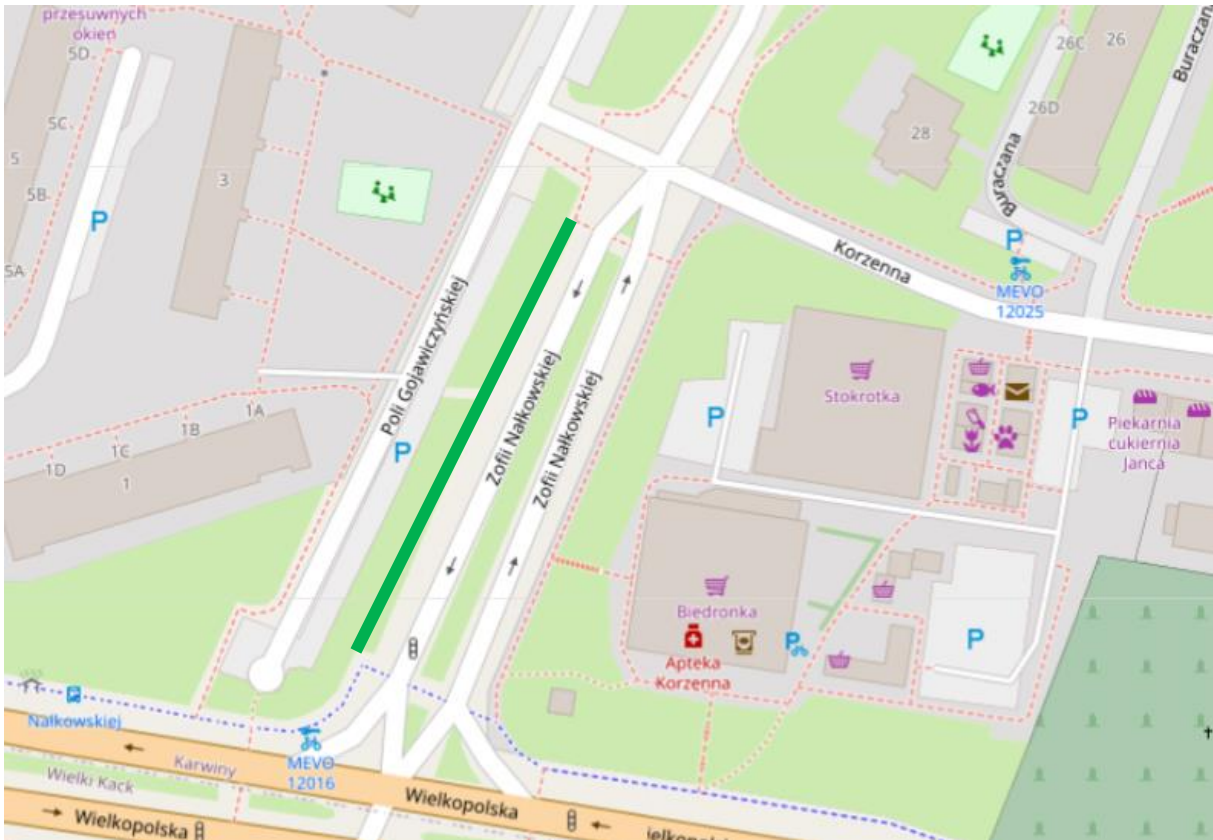 przesuwnych
okien
5D
5C
5
5B
5A
3
28
26C
26
26D
Buraczana
Buraczana
P
P
MEVO
12025
Korzenna
Poli Gojawiczyńskiej
P
Zofii Nałkowskiej
Zofii Nałkowskiej
1A
1B
1C
1D
1
Stokrotka
P
P
Piekarnia
cukiernia
Janca
Biedronka
Apteka
Korzenna
P
P
Nałkowskiej
MEVO
12016
Karwiny
Wielki Kack
Wielkopolska
Wielkopolska
ielkopolska